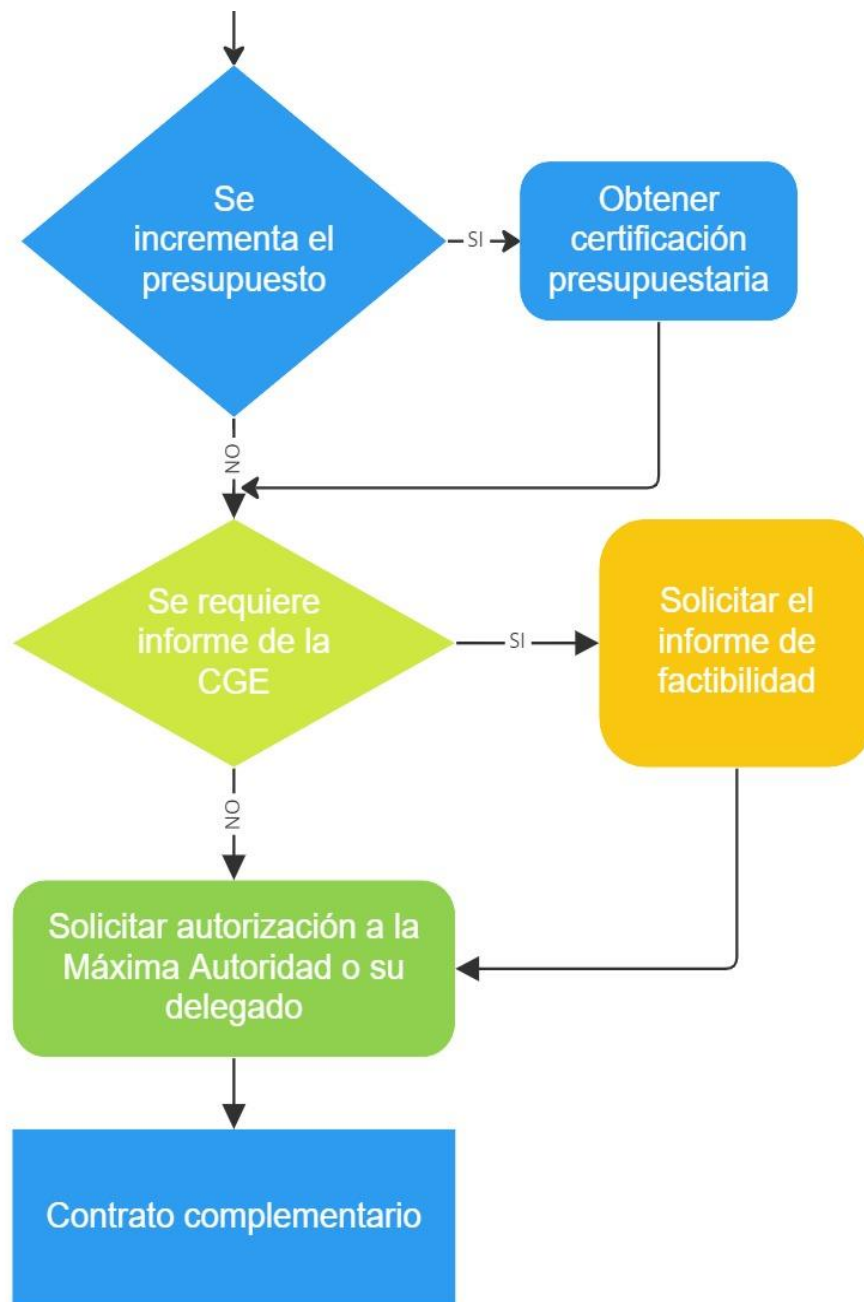 Se
incrementa el
presupuesto
SI
Obtener
certificación
presupuestaria
NO
Se requiere
informe de la
CGE
SI
Solicitar el
informe de
factibilidad
NO
Solicitar autorización a la
Máxima Autoridad o su
delegado
Contrato complementario